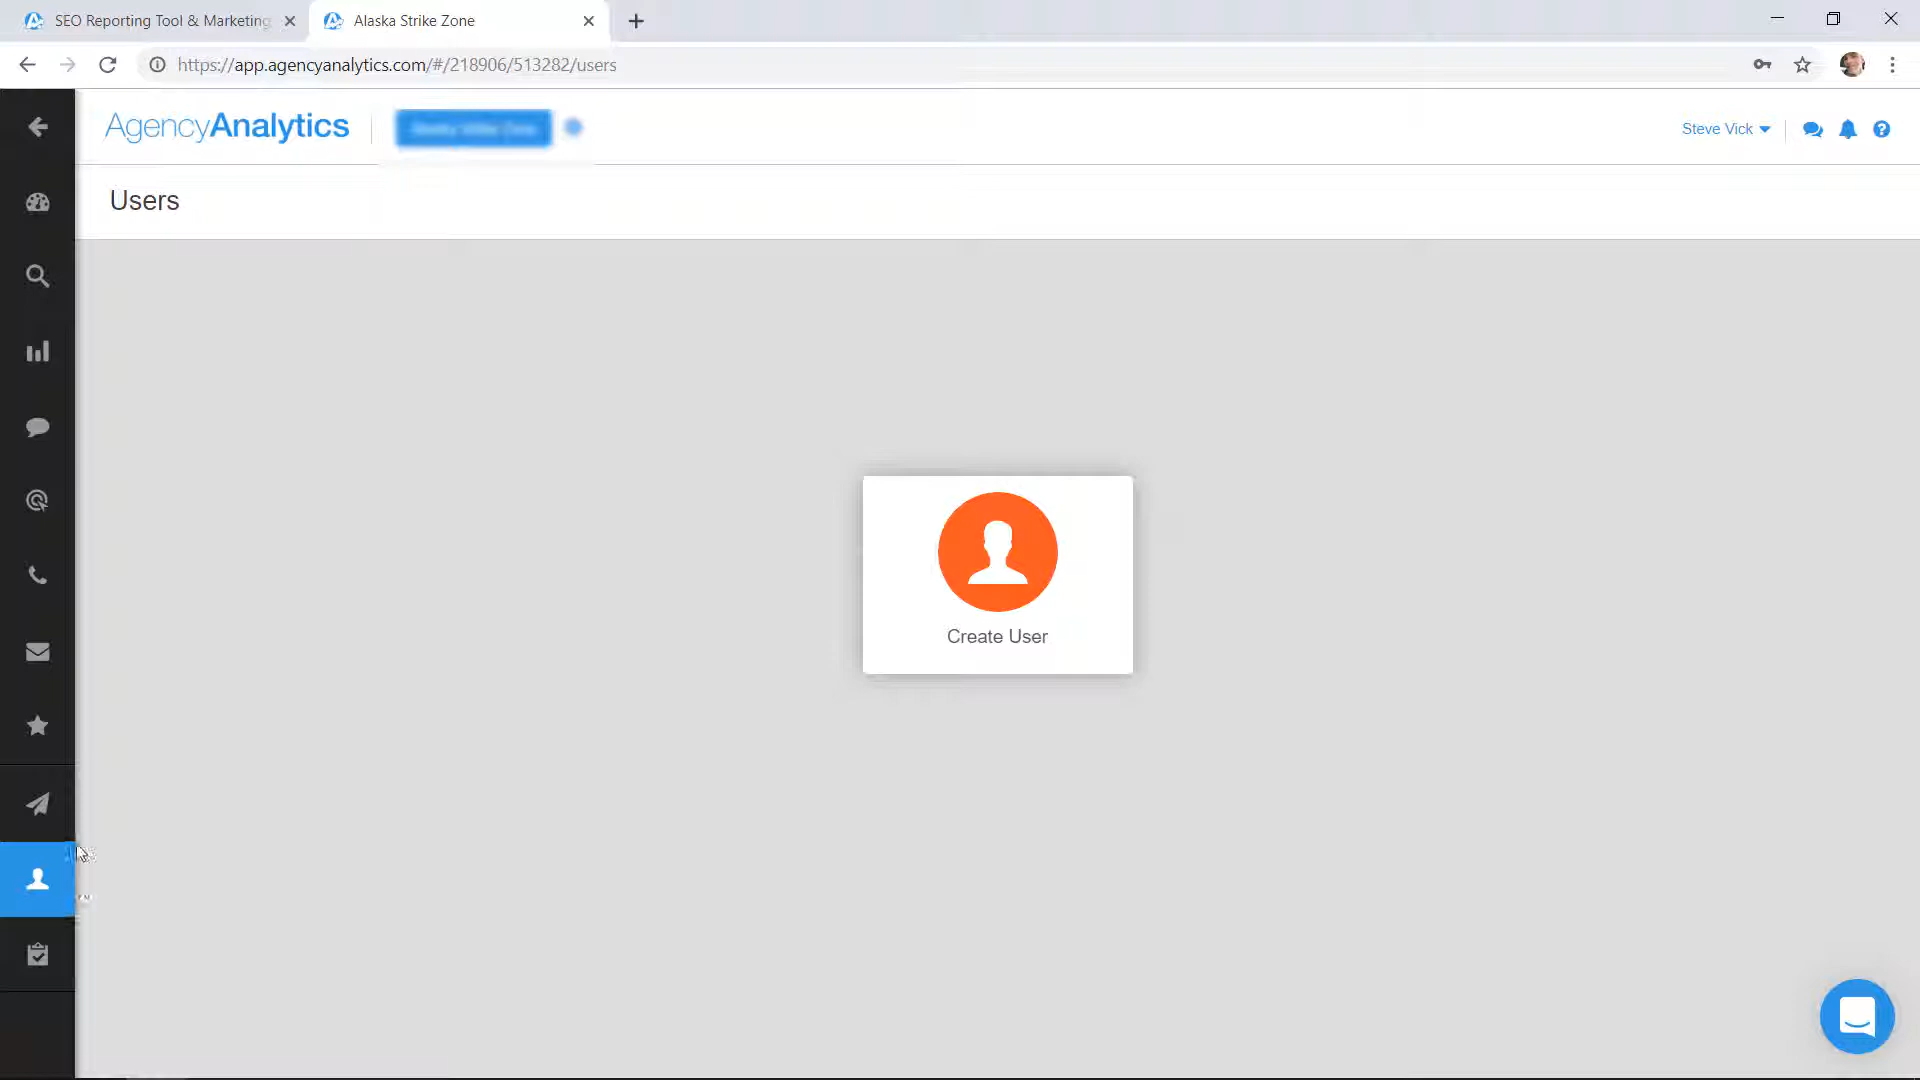 SEO Reporting Tool & Marketing
Alaska Strike Zone
https://app.agencyanalytics.com/#/218906/513282/users
AgencyAnalytics
Steve Vick
Users
Create User